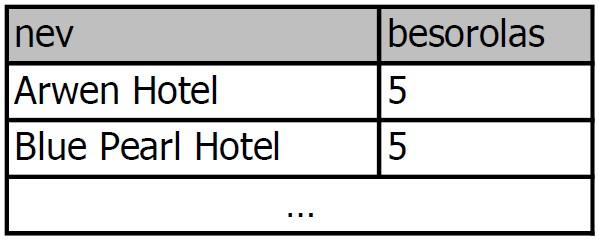 nev besorolas
Arwen Hotel 5
Blue Pearl Hotel 5
...